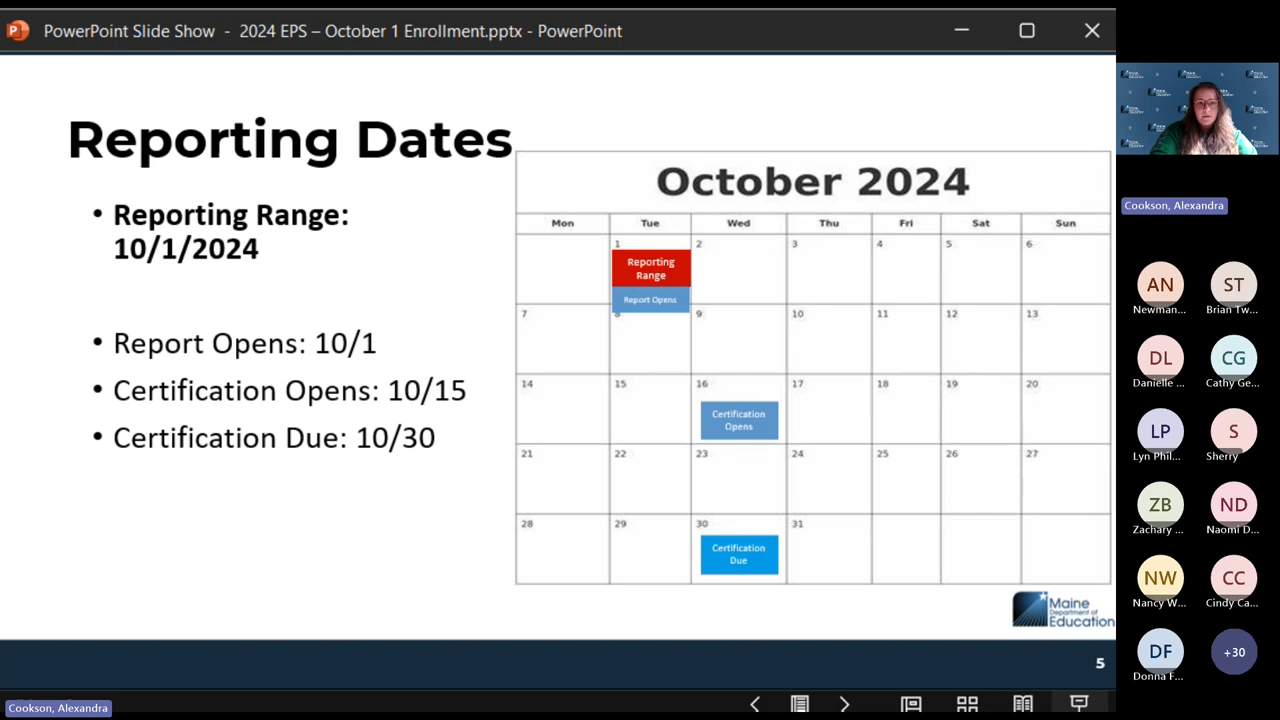 PowerPoint Slide Show - 2024 EPS – October 1 Enrollment.pptx - PowerPoint
Reporting Dates
• Reporting Range:
10/1/2024
• Report Opens: 10/1
• Certification Opens: 10/15
• Certification Due: 10/30
October 2024
Mon Tue Wed Thu Fri Sat Sun
1 2 3 4 5 6
Reporting
Range
Report Opens
7 8 9 10 11 12 13
14 15 16 17 18 19 20
Certification
Opens
21 22 23 24 25 26 27
28 29 30 31
Certification
Due
Maine
Department of
Education
5
Cookson, Alexandra
Cookson, Alexandra
AN ST
Newman... Brian Tw...
DL CG
Danielle ... Cathy Ge...
LP S
Lyn Phil... Sherry
ZB ND
Zachary ... Naomi D...
NW CC
Nancy W... Cindy Ca...
DF +30
Donna F...